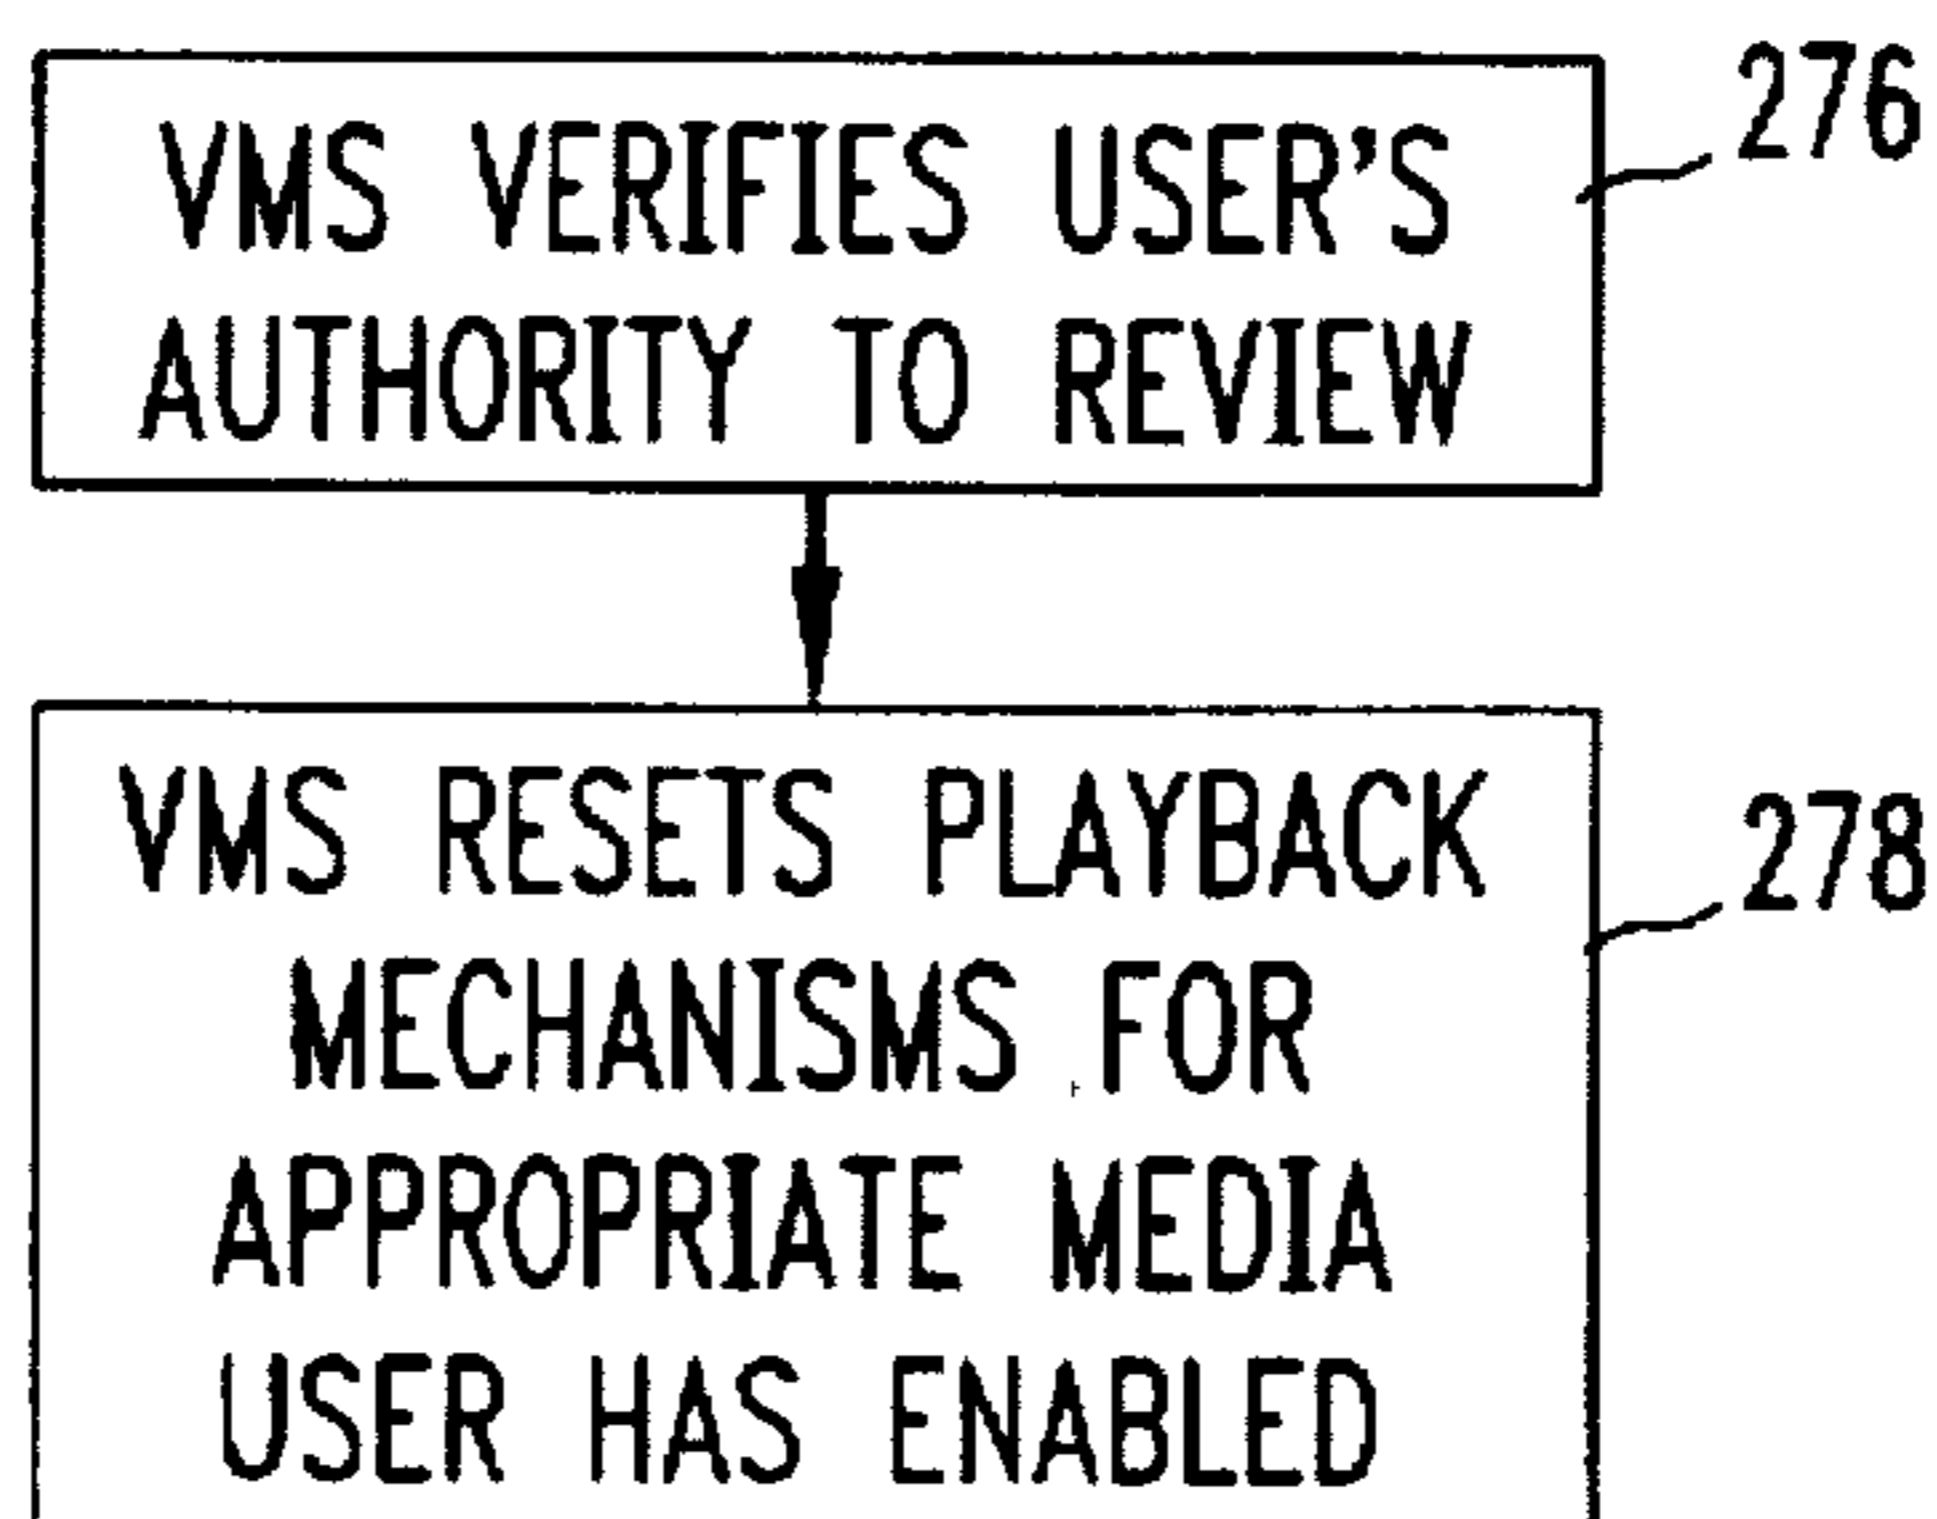 276
VMS VERIFIES USER'S
AUTHORITY TO REVIEW
VMS RESETS PLAYBACK
278
MECHANISMS FOR
APPROPRIATE MEDIA
USER HAS ENABLED